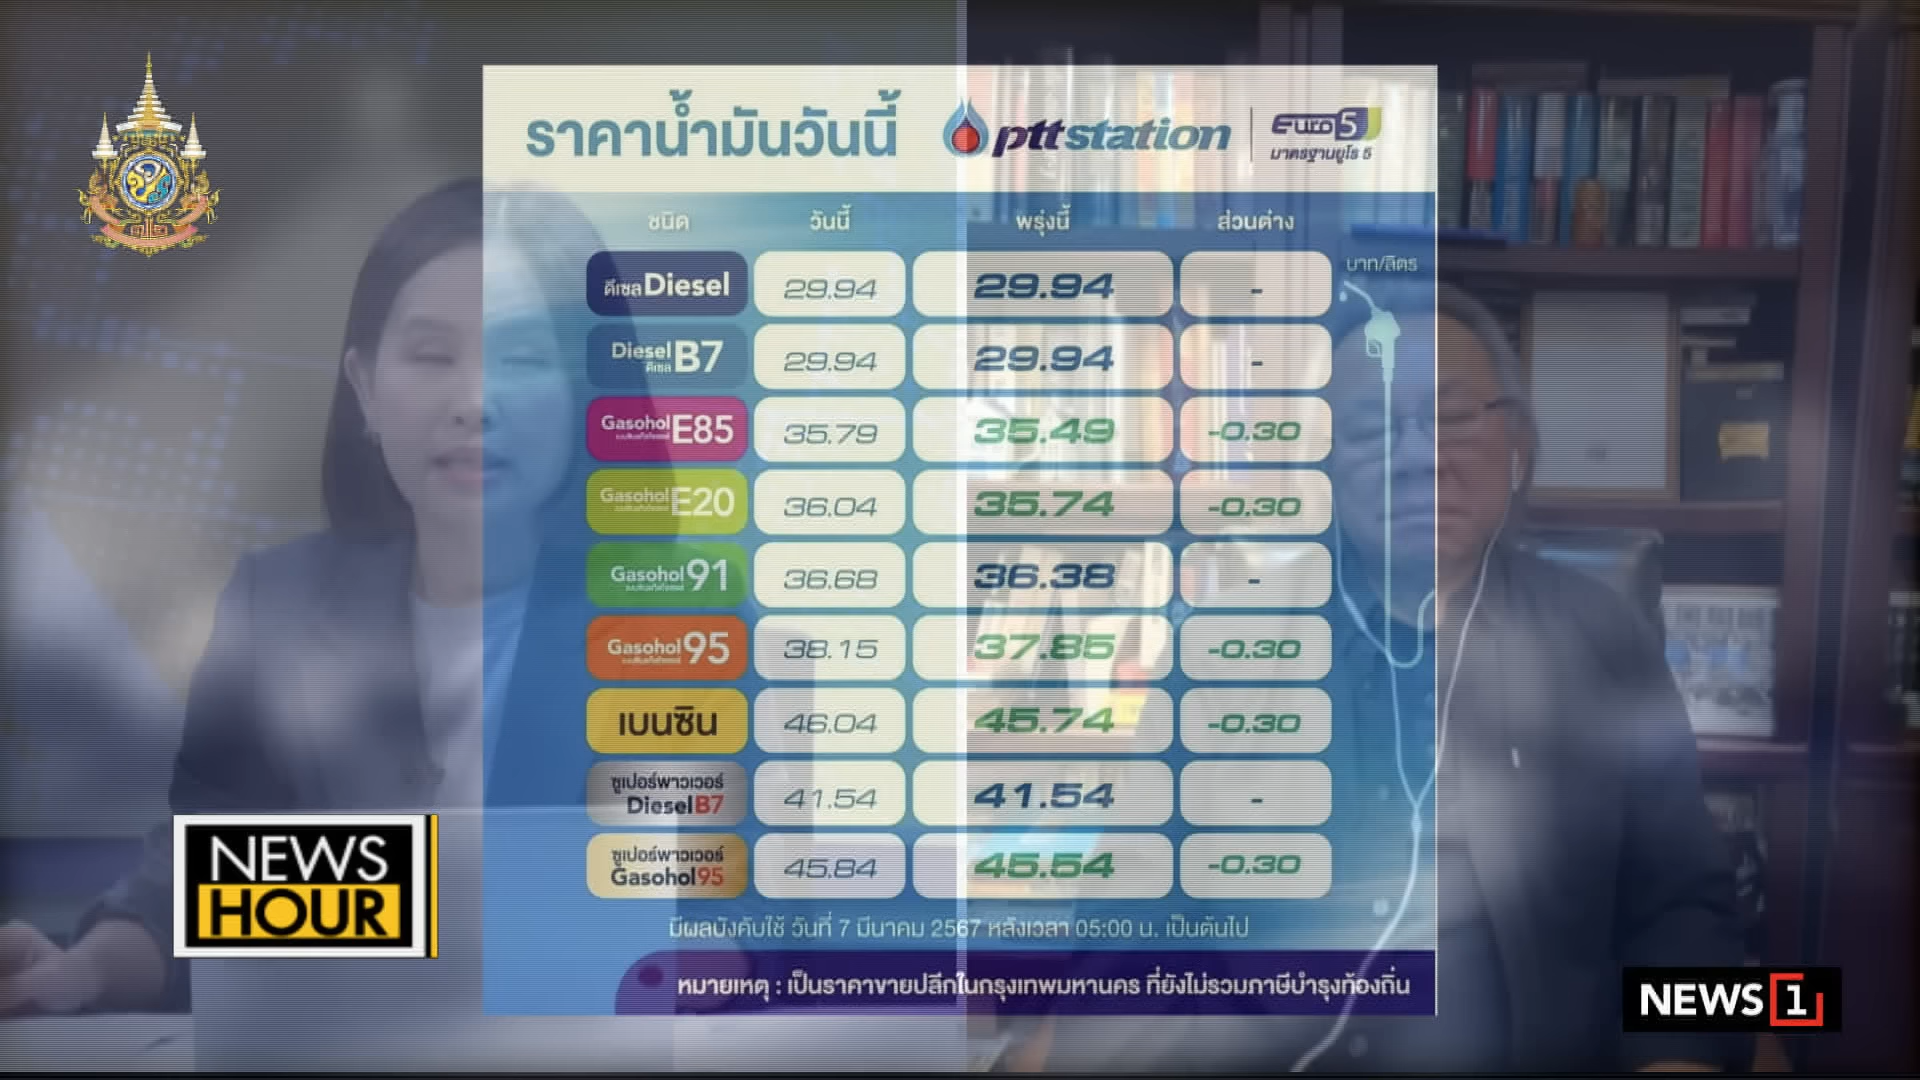 ราคาน้ำมันวันนี้ pttstation Euro5
มาตรฐานยูโร 5
ชนิด วันนี้ พรุ่งนี้ ส่วนต่าง
บาท/ลิตร
ดีเซล Diesel 29.94 29.94 -
Diesel ดีเซล B7 29.94 29.94 -
Gasohol E85 35.79 35.49 -0.30
Gasohol E20 36.04 35.74 -0.30
Gasohol 91 36.68 36.38 -
Gasohol 95 38.15 37.85 -0.30
เบนซิน 46.04 45.74 -0.30
ซูเปอร์พาวเวอร์
Diesel B7 41.54 41.54 -
ซูเปอร์พาวเวอร์
Gasohol 95 45.84 45.54 -0.30
มีผลบังคับใช้ วันที่ 7 มีนาคม 2567 หลังเวลา 05:00 น. เป็นต้นไป
หมายเหตุ : เป็นราคาขายปลีกในกรุงเทพมหานคร ที่ยังไม่รวมภาษีบำรุงท้องถิ่น
NEWS
HOUR
NEWS 1